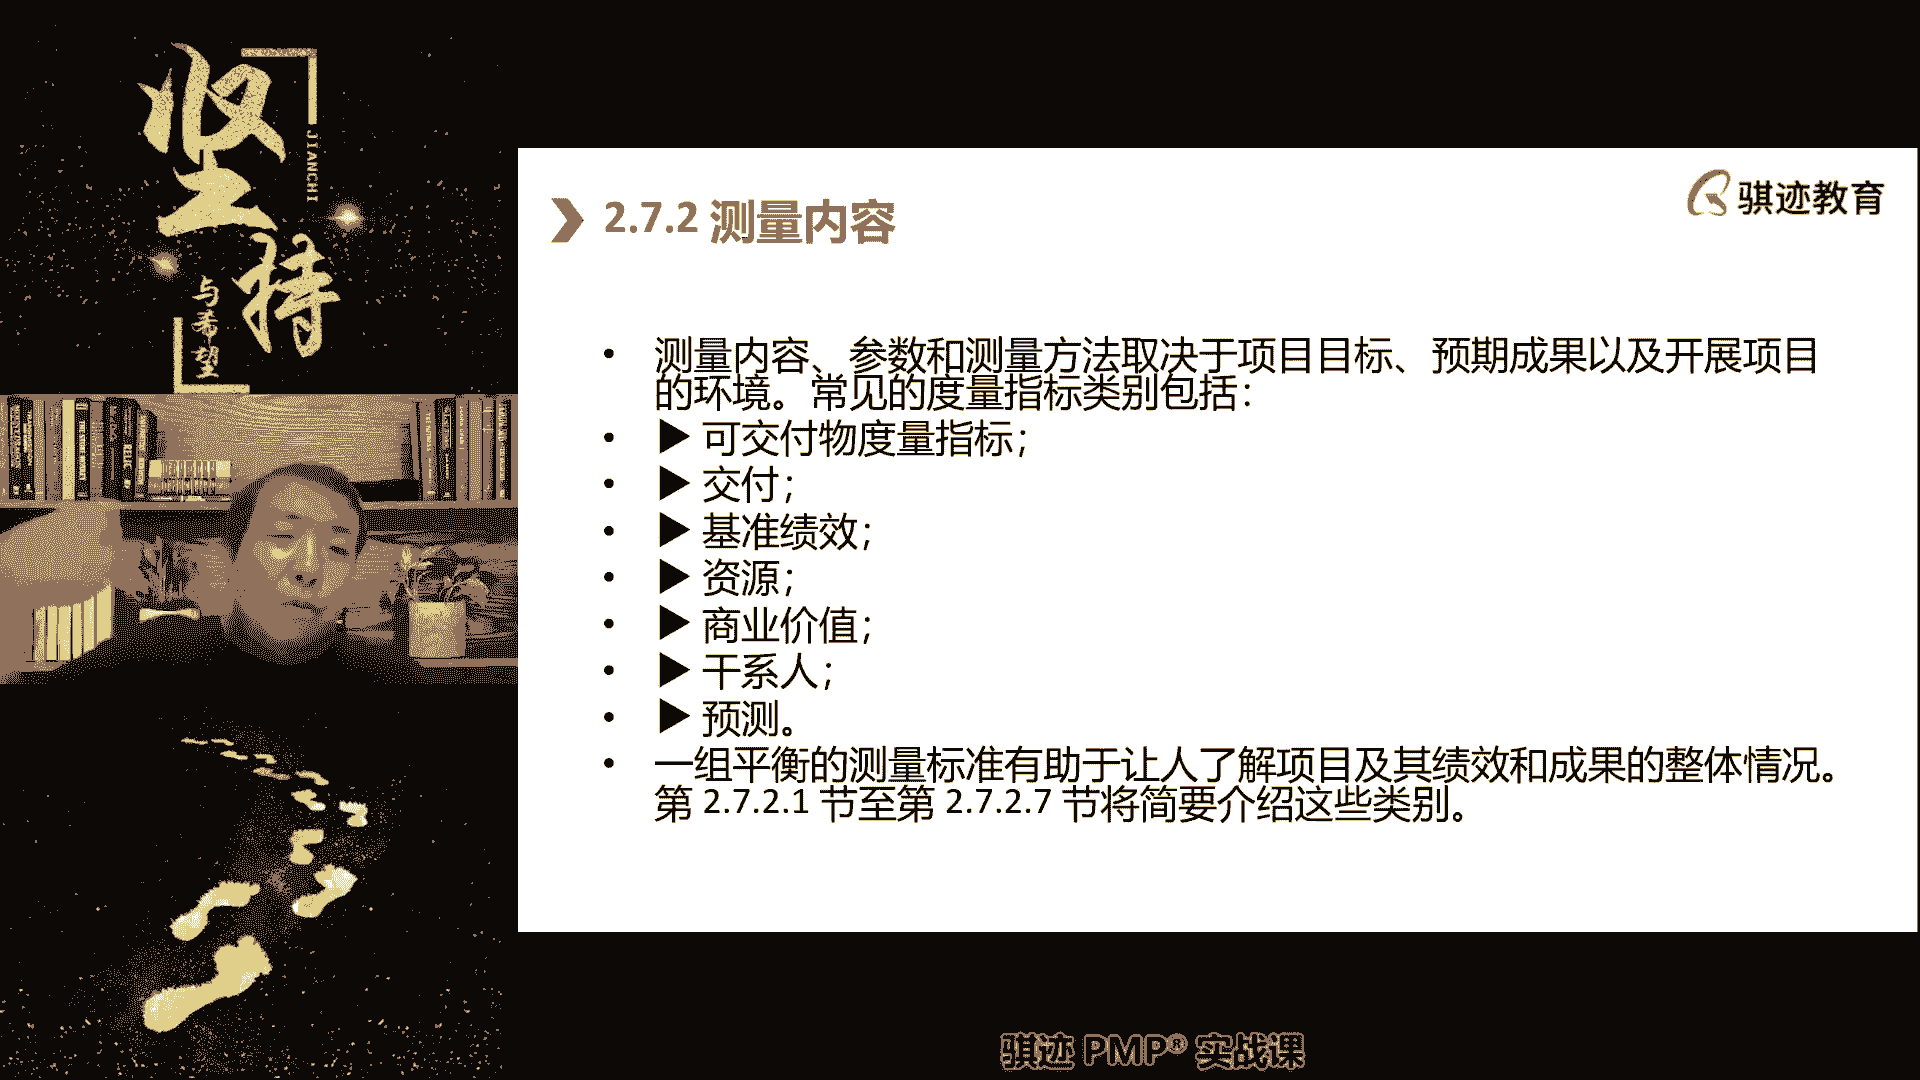 坚持
JIANCHI
与希望
骐迹教育
2.7.2 测量内容
• 测量内容、参数和测量方法取决于项目目标、预期成果以及开展项目
的环境。常见的度量指标类别包括：
• ▶ 可交付物度量指标；
• ▶ 交付；
• ▶ 基准绩效；
• ▶ 资源；
• ▶ 商业价值；
• ▶ 干系人；
• ▶ 预测。
• 一组平衡的测量标准有助于让人了解项目及其绩效和成果的整体情况。
第 2.7.2.1 节至第 2.7.2.7 节将简要介绍这些类别。
骐迹 PMP® 实战课